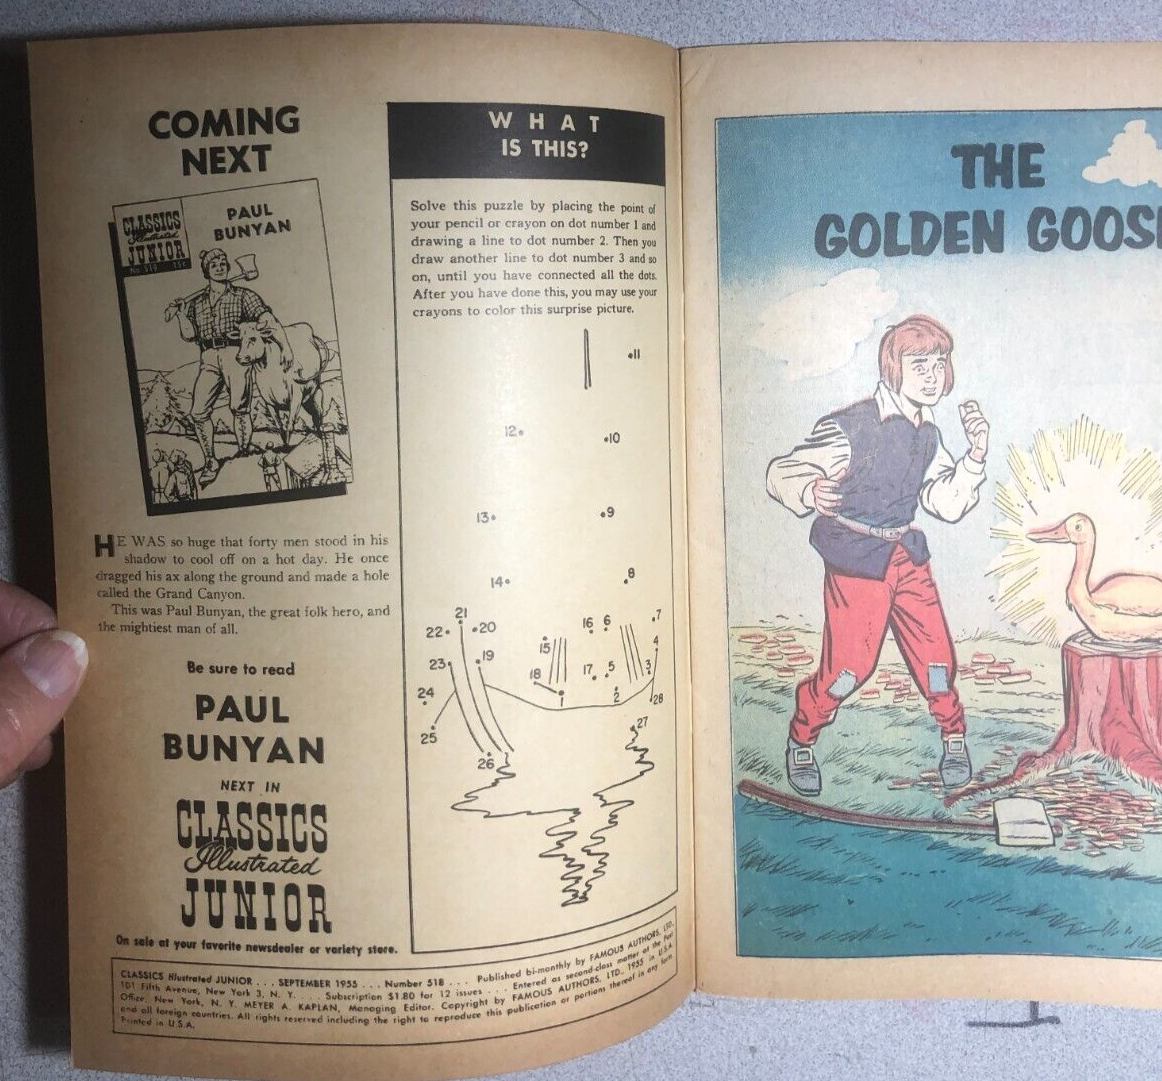 COMING
NEXT
CLASSICS
Illustrated
JUNIOR
No. 519 15c
PAUL
BUNYAN
HE WAS so huge that forty men stood in his
shadow to cool off on a hot day. He once
dragged his ax along the ground and made a hole
called the Grand Canyon.
This was Paul Bunyan, the great folk hero, and
the mightiest man of all.
Be sure to read
PAUL
BUNYAN
NEXT IN
CLASSICS
Illustrated
JUNIOR
On sale at your favorite newsdealer or variety store.
WHAT
IS THIS?
Solve this puzzle by placing the point of
your pencil or crayon on dot number 1 and
drawing a line to dot number 2. Then you
draw another line to dot number 3 and so
on, until you have connected all the dots.
After you have done this, you may use your
crayons to color this surprise picture.
11
12
10
13
9
14
8
21
22
20
16
6
7
15
4
23
19
18
17
5
3
24
1
2
28
25
27
26
CLASSICS Illustrated JUNIOR . . . SEPTEMBER 1955 . . . Number 518 . . . Published bi-monthly by FAMOUS AUTHORS, LTD.
101 Fifth Avenue, New York 3, N. Y. . . . Subscription $1.80 for 12 issues . . . Entered as second-class matter at the Post
Office, New York, N. Y. MEYER A. KAPLAN, Managing Editor. Copyright by FAMOUS AUTHORS, LTD., 1955 in U.S.A.
and all foreign countries. All rights reserved including the right to reproduce this publication or portions thereof in any form
Printed in U.S.A.
THE
GOLDEN GOOS